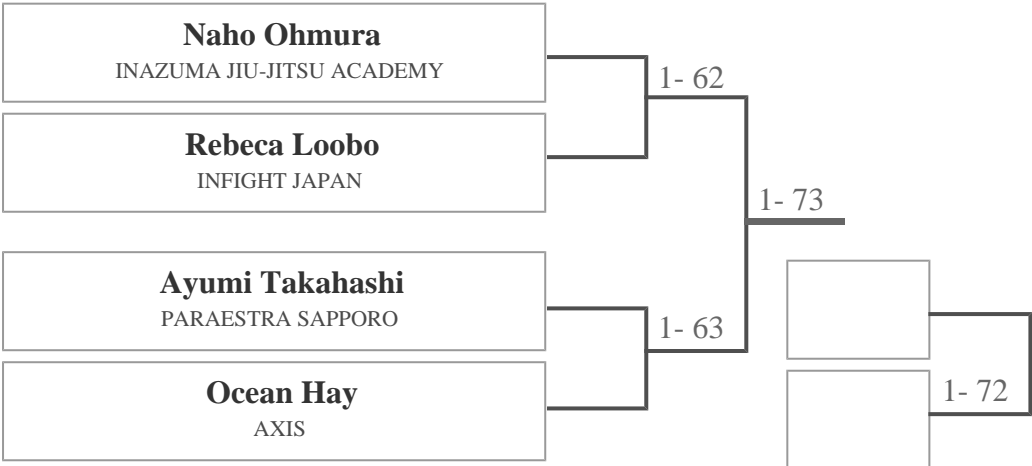 Naho Ohmura
INAZUMA JIU-JITSU ACADEMY
1- 62
Rebeca Loobo
INFIGHT JAPAN
1- 73
Ayumi Takahashi
PARAESTRA SAPPORO
1- 63
Ocean Hay
AXIS
1- 72